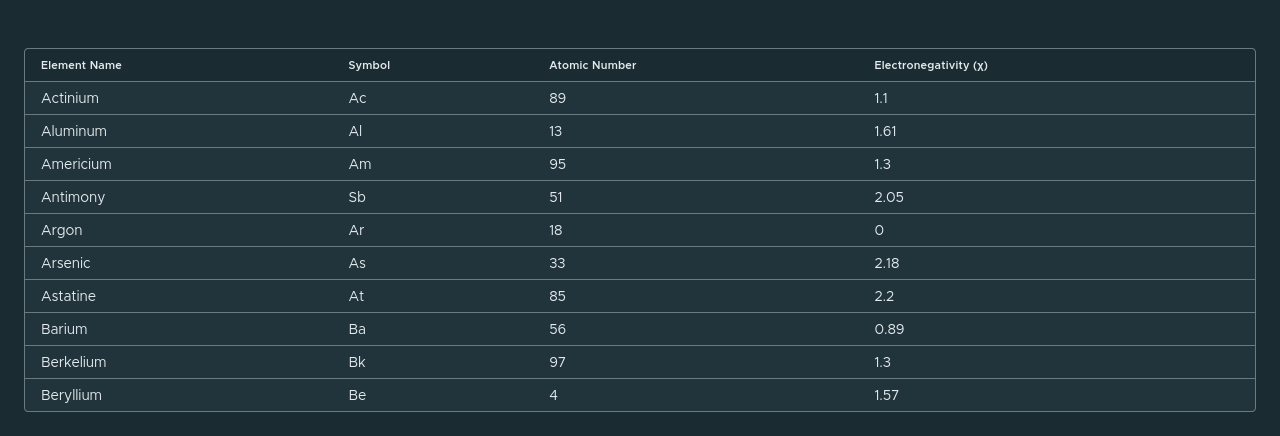 Element Name Symbol Atomic Number Electronegativity (χ)
Actinium Ac 89 1.1
Aluminum Al 13 1.61
Americium Am 95 1.3
Antimony Sb 51 2.05
Argon Ar 18 0
Arsenic As 33 2.18
Astatine At 85 2.2
Barium Ba 56 0.89
Berkelium Bk 97 1.3
Beryllium Be 4 1.57